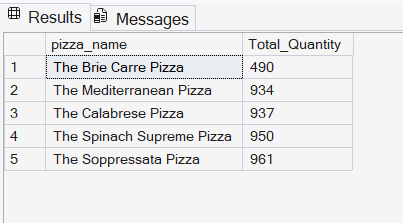 Results Messages
pizza_name Total_Quantity
1 The Brie Carre Pizza 490
2 The Mediterranean Pizza 934
3 The Calabrese Pizza 937
4 The Spinach Supreme Pizza 950
5 The Soppressata Pizza 961